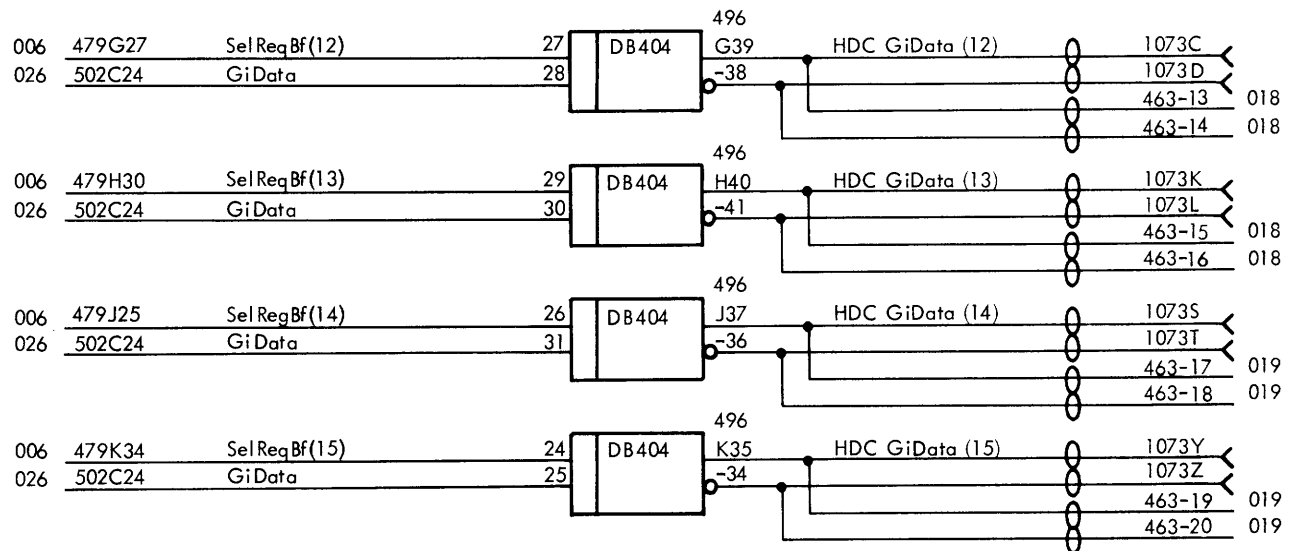 496
006 479G27 SelReqBf(12) 27 DB404 G39 HDC GiData (12) 1073C
026 502C24 GiData 28 -38 1073D
463-13 018
463-14 018
496
006 479H30 SelReqBf(13) 29 DB404 H40 HDC GiData (13) 1073K
026 502C24 GiData 30 -41 1073L
463-15 018
463-16 018
496
006 479J25 SelReqBf(14) 26 DB404 J37 HDC GiData (14) 1073S
026 502C24 GiData 31 -36 1073T
463-17 019
463-18 019
496
006 479K34 SelReqBf(15) 24 DB404 K35 HDC GiData (15) 1073Y
026 502C24 GiData 25 -34 1073Z
463-19 019
463-20 019